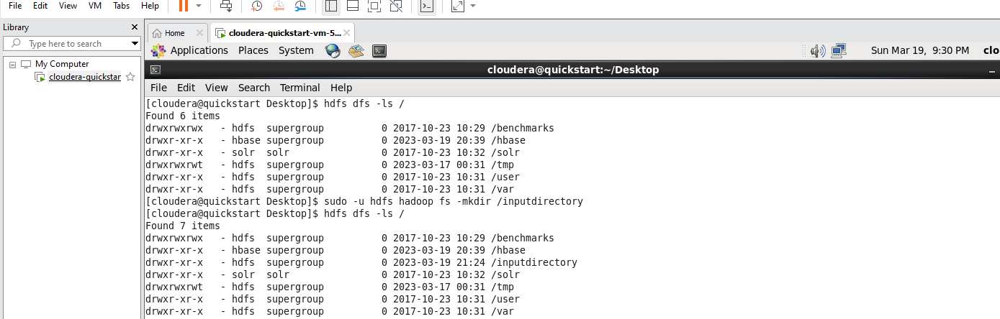 File Edit View VM Tabs Help
Library
Type here to search
My Computer
cloudera-quickstar
Home cloudera-quickstart-vm-5...
Applications Places System Sun Mar 19, 9:30 PM clo
cloudera@quickstart:~/Desktop
File Edit View Search Terminal Help
[cloudera@quickstart Desktop]$ hdfs dfs -ls /
Found 6 items
drwxrwxrwx   - hdfs  supergroup          0 2017-10-23 10:29 /benchmarks
drwxr-xr-x   - hbase supergroup          0 2023-03-19 20:39 /hbase
drwxr-xr-x   - solr  solr                0 2017-10-23 10:32 /solr
drwxrwxrwt   - hdfs  supergroup          0 2023-03-17 00:31 /tmp
drwxr-xr-x   - hdfs  supergroup          0 2017-10-23 10:31 /user
drwxr-xr-x   - hdfs  supergroup          0 2017-10-23 10:31 /var
[cloudera@quickstart Desktop]$ sudo -u hdfs hadoop fs -mkdir /inputdirectory
[cloudera@quickstart Desktop]$ hdfs dfs -ls /
Found 7 items
drwxrwxrwx   - hdfs  supergroup          0 2017-10-23 10:29 /benchmarks
drwxr-xr-x   - hbase supergroup          0 2023-03-19 20:39 /hbase
drwxr-xr-x   - hdfs  supergroup          0 2023-03-19 21:24 /inputdirectory
drwxr-xr-x   - solr  solr                0 2017-10-23 10:32 /solr
drwxrwxrwt   - hdfs  supergroup          0 2023-03-17 00:31 /tmp
drwxr-xr-x   - hdfs  supergroup          0 2017-10-23 10:31 /user
drwxr-xr-x   - hdfs  supergroup          0 2017-10-23 10:31 /var